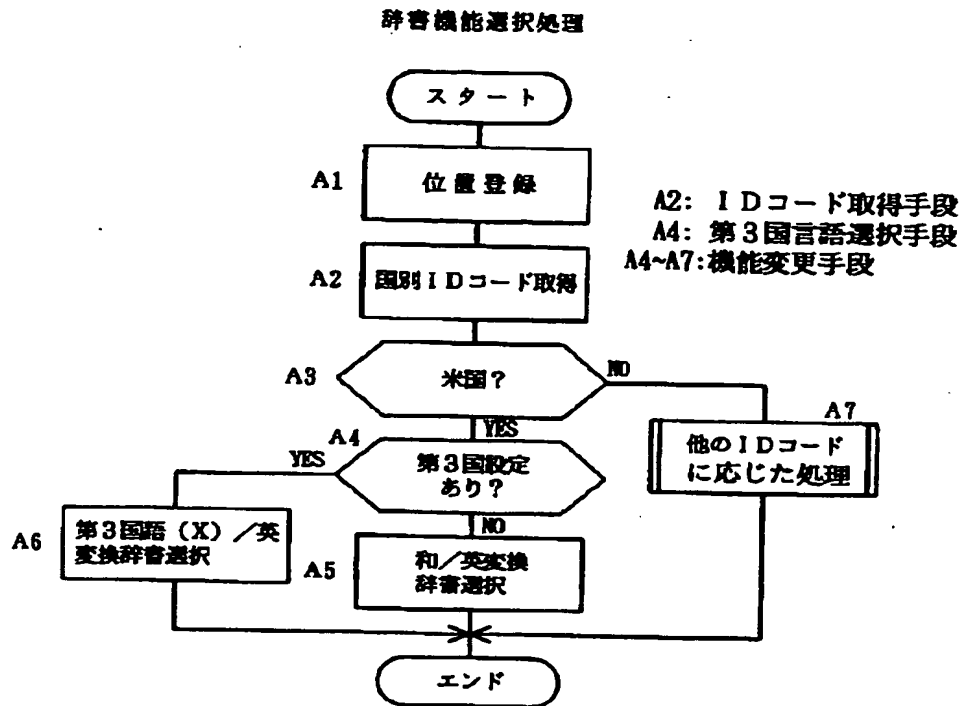 辞書機能選択処理
スタート
A1
位置登録
A2: IDコード取得手段
A4: 第3国言語選択手段
A4~A7:機能変更手段
A2
国別IDコード取得
A3
米国?
NO
YES
A7
他のIDコード
に応じた処理
A4
YES
第3国設定
あり?
NO
A6
第3国語(X)/英
変換辞書選択
A5
和/英変換
辞書選択
エンド